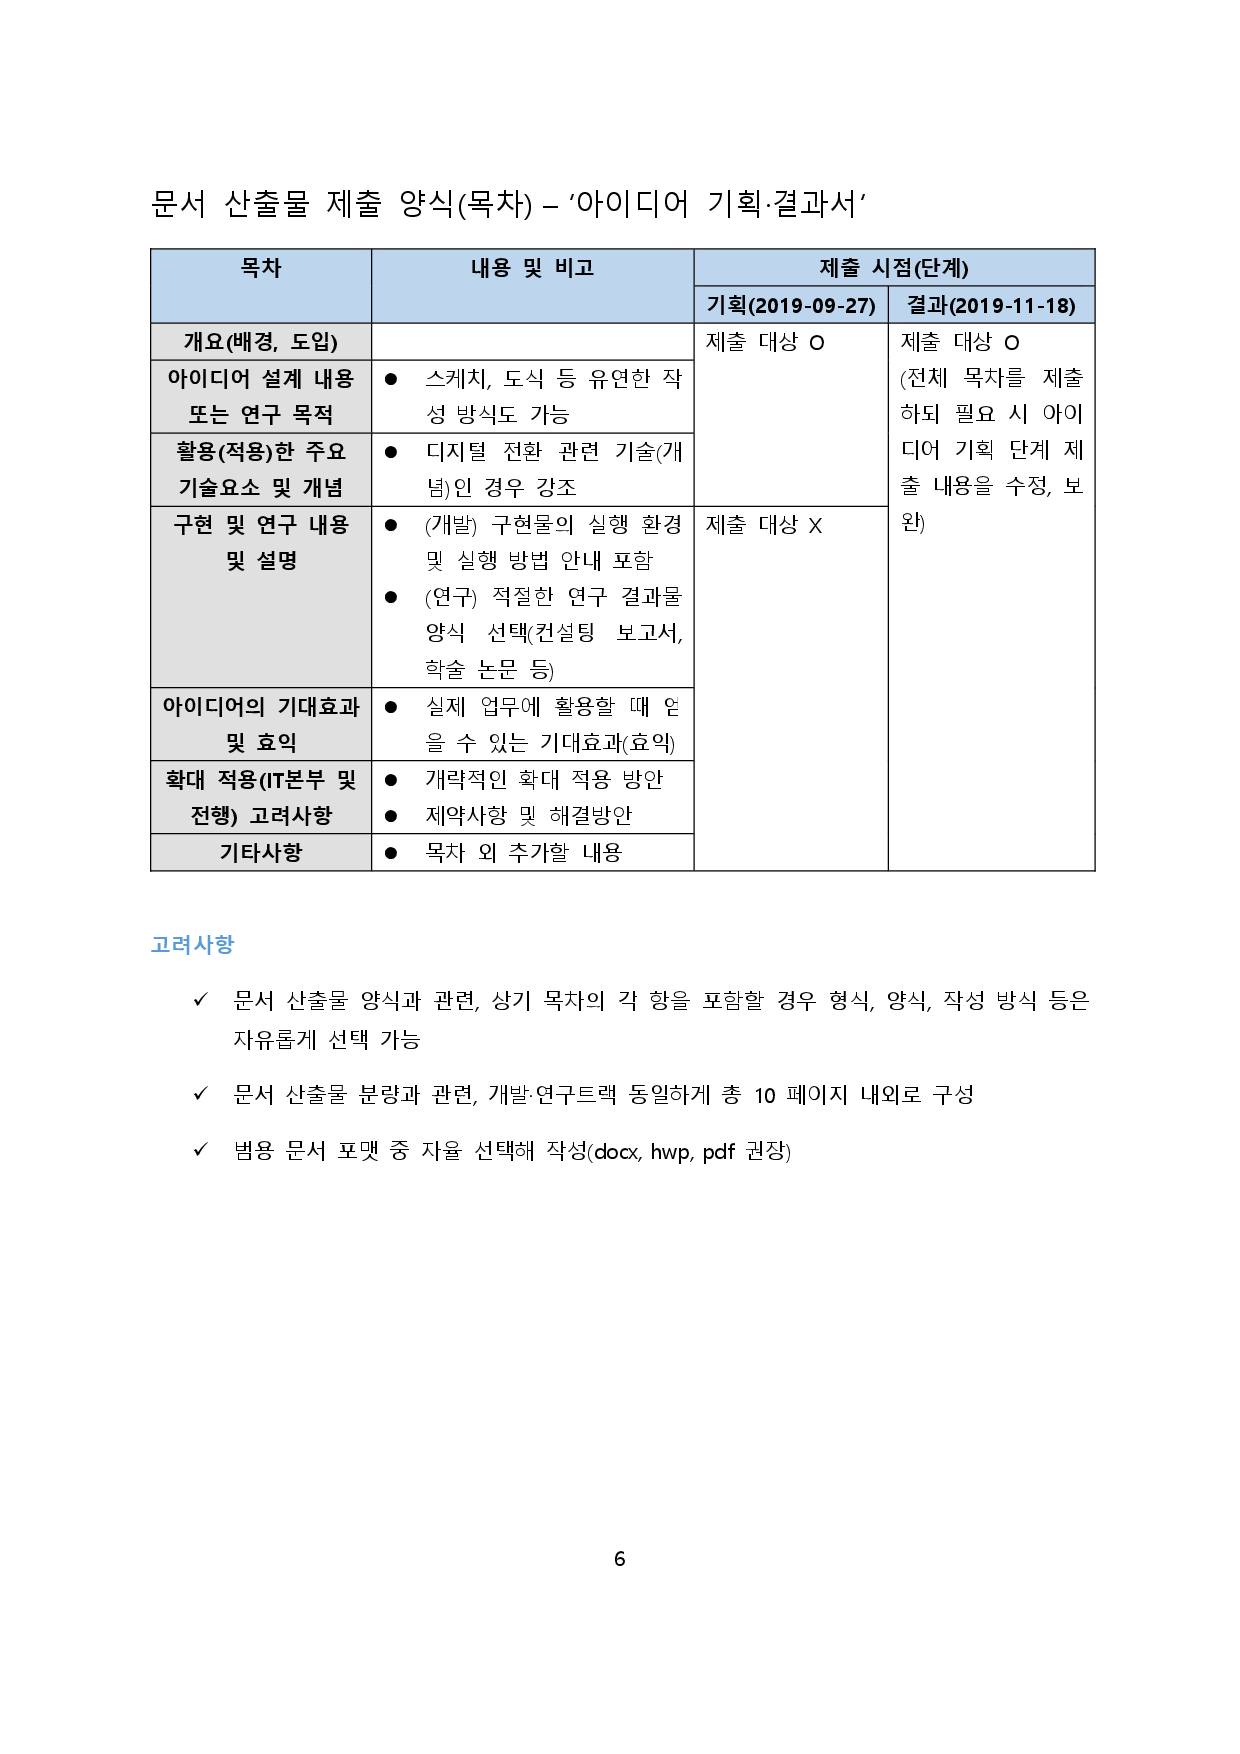 문서 산출물 제출 양식(목차) – ‘아이디어 기획·결과서’
목차
내용 및 비고
제출 시점(단계)
기획(2019-09-27)
결과(2019-11-18)
개요(배경, 도입)
제출 대상 O
제출 대상 O
(전체 목차를 제출
하되 필요 시 아이
디어 기획 단계 제
출 내용을 수정, 보
완)
아이디어 설계 내용
또는 연구 목적
● 스케치, 도식 등 유연한 작
성 방식도 가능
활용(적용)한 주요
기술요소 및 개념
● 디지털 전환 관련 기술(개
념)인 경우 강조
구현 및 연구 내용
및 설명
● (개발) 구현물의 실행 환경
및 실행 방법 안내 포함
● (연구) 적절한 연구 결과물
양식 선택(컨설팅 보고서,
학술 논문 등)
제출 대상 X
아이디어의 기대효과
및 효익
● 실제 업무에 활용할 때 얻
을 수 있는 기대효과(효익)
확대 적용(IT본부 및
전행) 고려사항
● 개략적인 확대 적용 방안
● 제약사항 및 해결방안
기타사항
● 목차 외 추가할 내용
고려사항
✓ 문서 산출물 양식과 관련, 상기 목차의 각 항을 포함할 경우 형식, 양식, 작성 방식 등은
자유롭게 선택 가능
✓ 문서 산출물 분량과 관련, 개발·연구트랙 동일하게 총 10 페이지 내외로 구성
✓ 범용 문서 포맷 중 자율 선택해 작성(docx, hwp, pdf 권장)
6